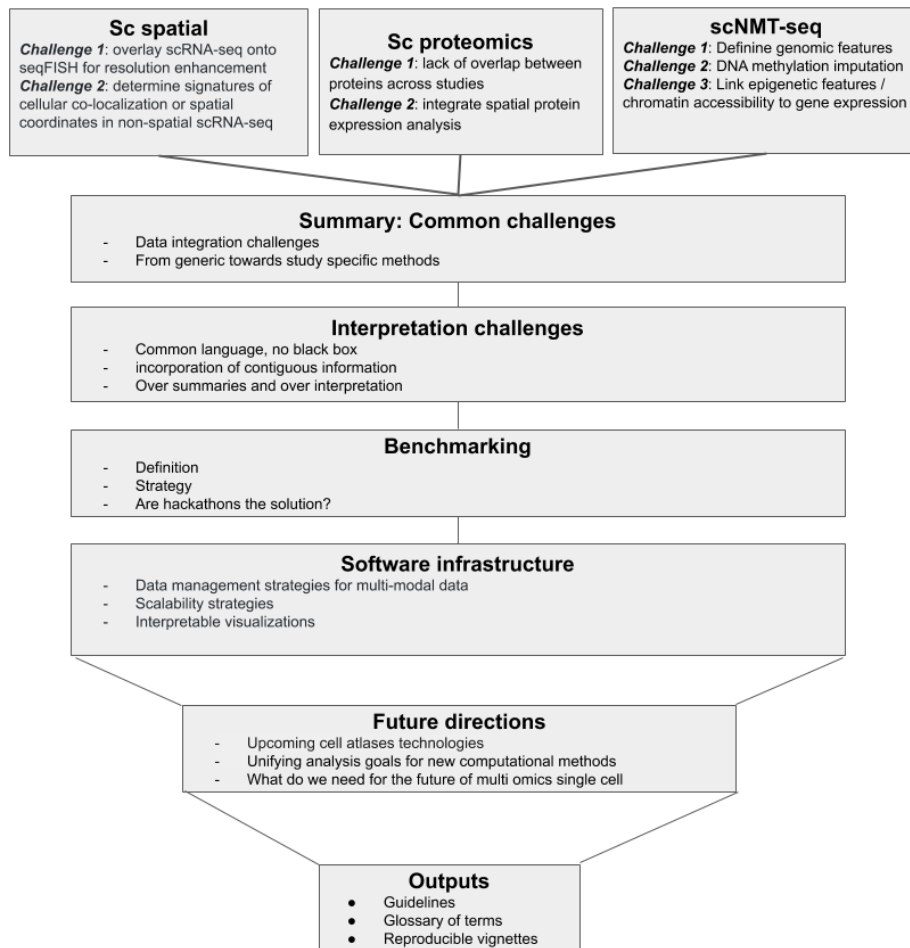 Sc spatial
Challenge 1: overlay scRNA-seq onto
seqFISH for resolution enhancement
Challenge 2: determine signatures of
cellular co-localization or spatial
coordinates in non-spatial scRNA-seq
Sc proteomics
Challenge 1: lack of overlap between
proteins across studies
Challenge 2: integrate spatial protein
expression analysis
scNMT-seq
Challenge 1: Definine genomic features
Challenge 2: DNA methylation imputation
Challenge 3: Link epigenetic features /
chromatin accessibility to gene expression
Summary: Common challenges
- Data integration challenges
- From generic towards study specific methods
Interpretation challenges
- Common language, no black box
- incorporation of contiguous information
- Over summaries and over interpretation
Benchmarking
- Definition
- Strategy
- Are hackathons the solution?
Software infrastructure
- Data management strategies for multi-modal data
- Scalability strategies
- Interpretable visualizations
Future directions
- Upcoming cell atlases technologies
- Unifying analysis goals for new computational methods
- What do we need for the future of multi omics single cell
Outputs
● Guidelines
● Glossary of terms
● Reproducible vignettes